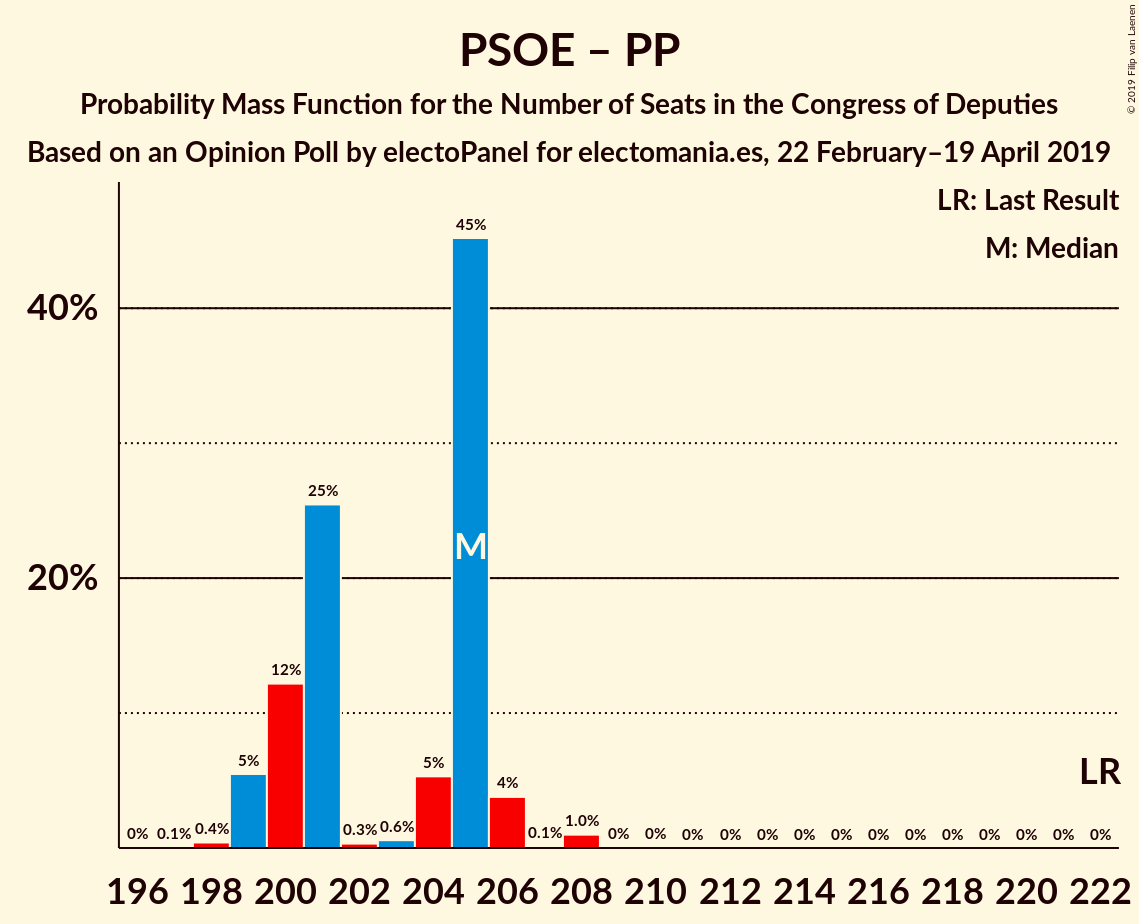 PSOE – PP
Probability Mass Function for the Number of Seats in the Congress of Deputies
Based on an Opinion Poll by electoPanel for electomania.es, 22 February–19 April 2019
© 2019 Filip van Laenen
LR: Last Result
M: Median
45%
40%
25%
M
20%
12%
5%
5%
4%
LR
0% 0.1% 0.4% 0.3% 0.6% 0.1% 1.0% 0% 0% 0% 0% 0% 0% 0% 0% 0% 0% 0% 0% 0% 0%
196 198 200 202 204 206 208 210 212 214 216 218 220 222